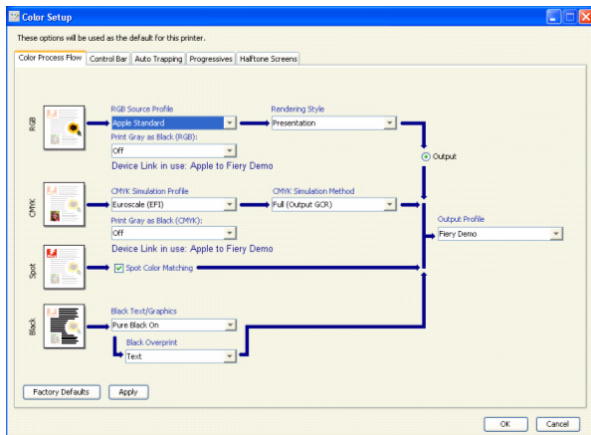 Color Setup
These options will be used as the default for this printer.
Color Process Flow Control Bar Auto Trapping Progressives Halftone Screens
RGB
RGB Source Profile
Apple Standard
Rendering Style
Presentation
Print Gray as Black (RGB):
Off
Device Link in use: Apple to Fiery Demo
Output
CMYK
CMYK Simulation Profile
Euroscale (EFI)
CMYK Simulation Method
Full (Output GCR)
Print Gray as Black (CMYK):
Off
Device Link in use: Apple to Fiery Demo
Output Profile
Fiery Demo
Spot
Spot Color Matching
Black
Black Text/Graphics
Pure Black On
Black Overprint
Text
Factory Defaults Apply
OK Cancel